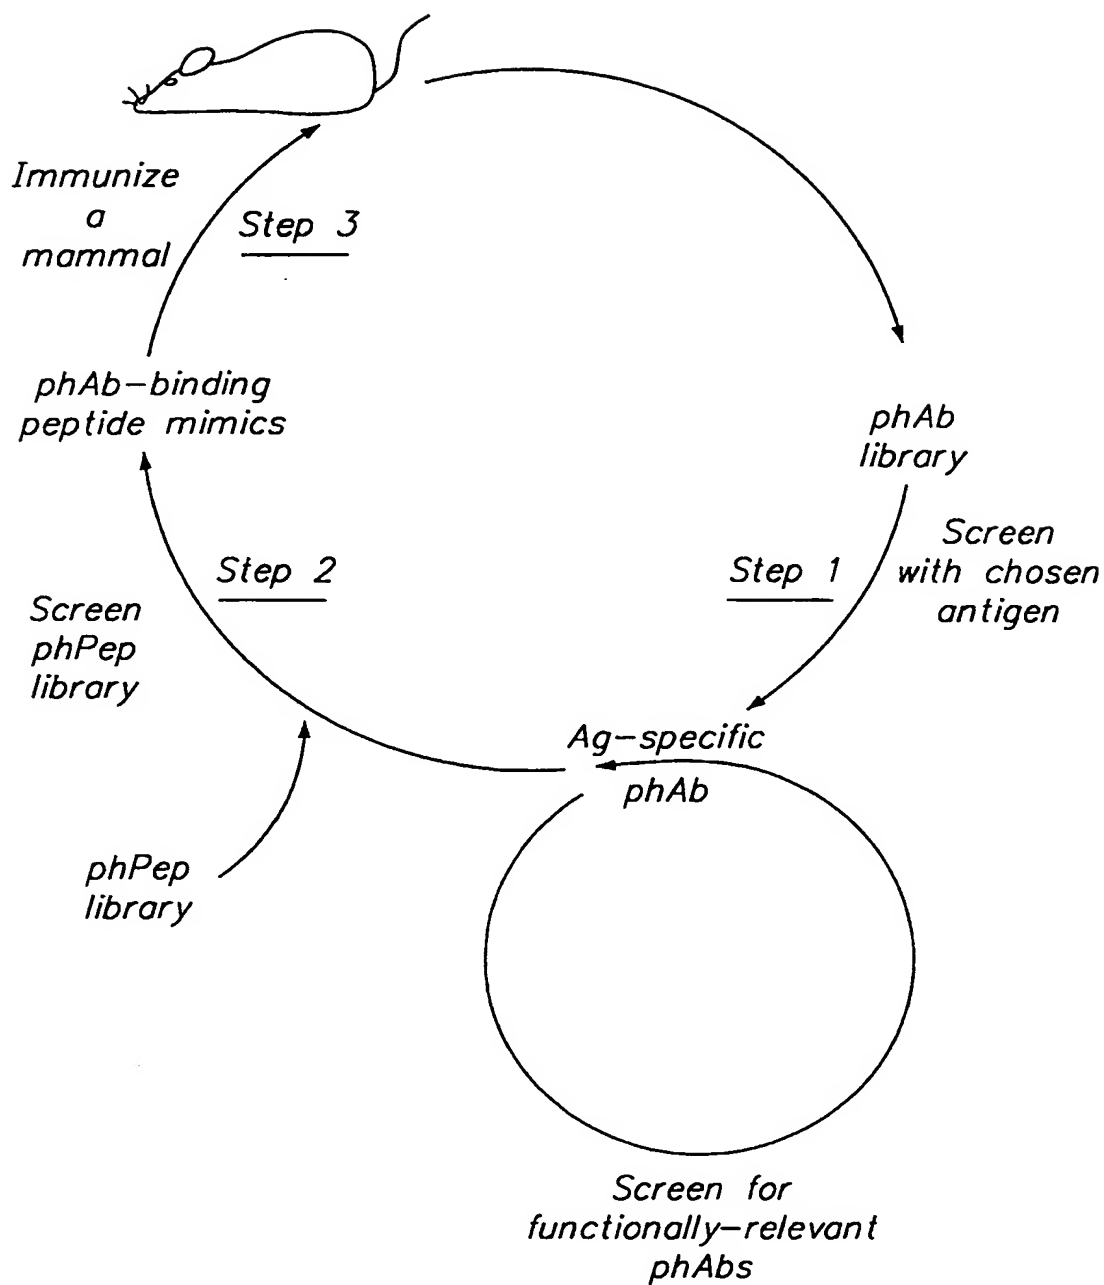 Immunize
a
mammal
Step 3
phAb-binding
peptide mimics
phAb
library
Screen
with chosen
antigen
Step 1
Step 2
Screen
phPep
library
Ag-specific
phAb
phPep
library
Screen for
functionally-relevant
phAbs